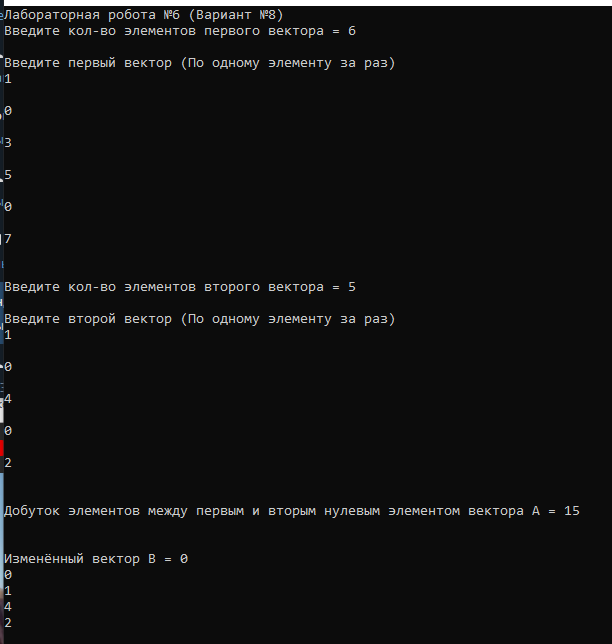 Лабораторная робота №6 (Вариант №8)
Введите кол-во элементов первого вектора = 6
Введите первый вектор (По одному элементу за раз)
1
0
3
5
0
7
Введите кол-во элементов второго вектора = 5
Введите второй вектор (По одному элементу за раз)
1
0
4
0
2
Добуток элементов между первым и вторым нулевым элементом вектора А = 15
Изменённый вектор В = 0
0
1
4
2